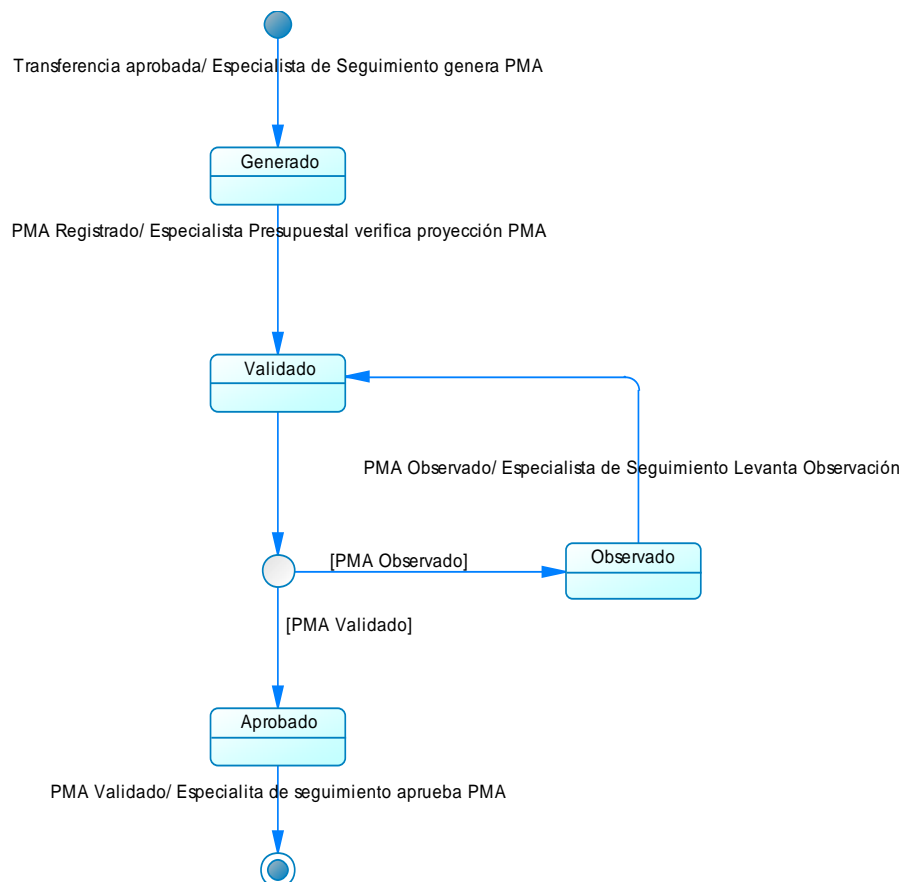 Transferencia aprobada/ Especialista de Seguimiento genera PMA
Generado
PMA Registrado/ Especialista Presupuestal verifica proyección PMA
Validado
PMA Observado/ Especialista de Seguimiento Levanta Observación
[PMA Observado]
Observado
[PMA Validado]
Aprobado
PMA Validado/ Especialita de seguimiento aprueba PMA